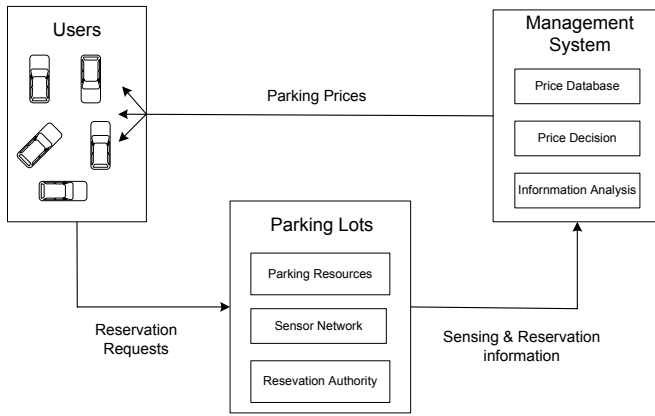 Users
Management
System
Price Database
Price Decision
Infornmation Analysis
Parking Prices
Parking Lots
Parking Resources
Sensor Network
Resevation Authority
Reservation
Requests
Sensing & Reservation
information